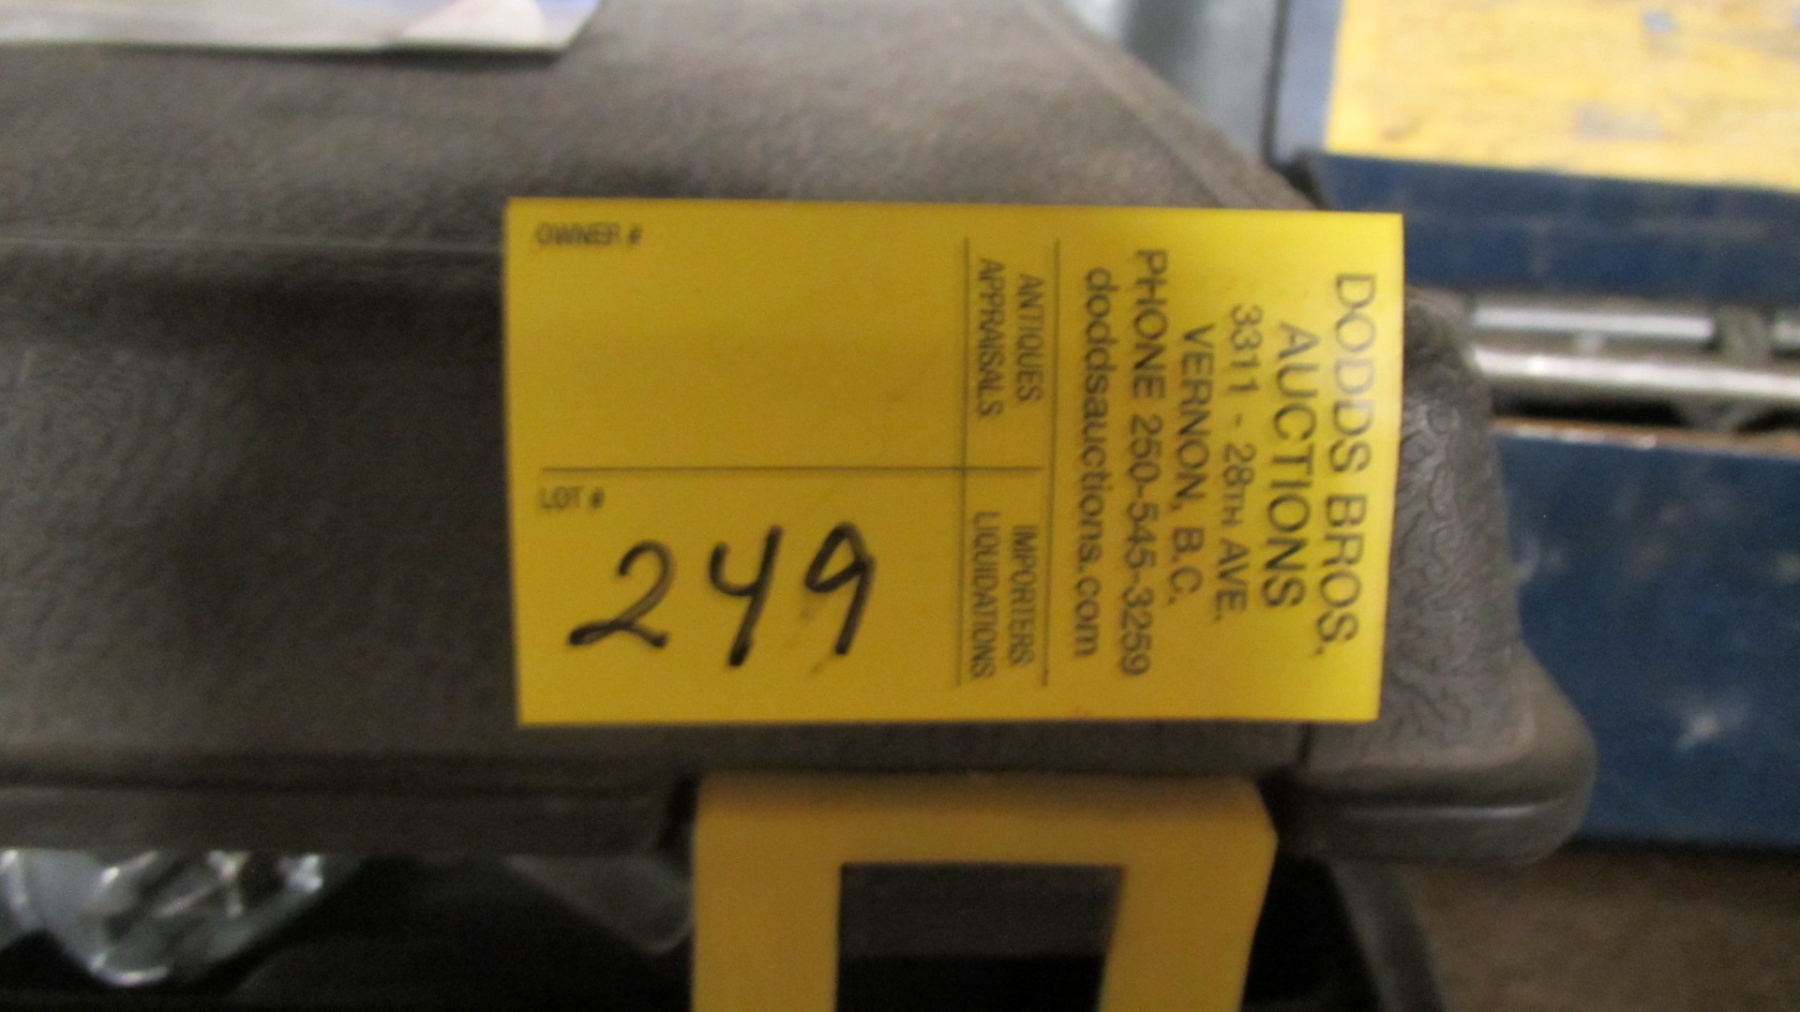 DODDS BROS.
AUCTIONS
3311 - 28TH AVE.
VERNON, B.C.
PHONE 250-545-3259
doddsauctions.com
ANTIQUES IMPORTERS
APPRAISALS LIQUIDATIONS
OWNER #
LOT #
249